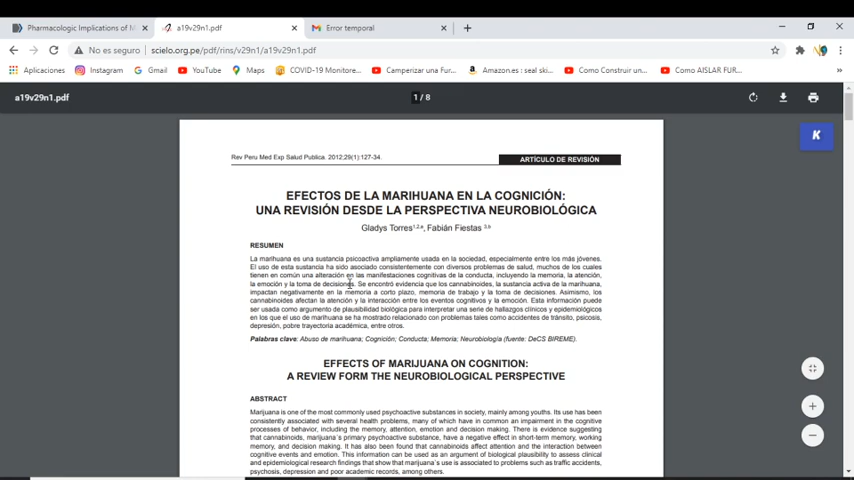 Pharmacologic Implications of M
a19v29n1.pdf
Error temporal
No es seguro
scielo.org.pe/pdf/rins/v29n1/a19v29n1.pdf
Aplicaciones
Instagram
Gmail
YouTube
Maps
COVID-19 Monitore...
Camperizar una Fur...
Amazon.es : seal skin...
Como Construir un...
Como AISLAR FUR...
a19v29n1.pdf
1 / 8
K
Rev Peru Med Exp Salud Publica. 2012;29(1):127-34.
ARTÍCULO DE REVISIÓN
EFECTOS DE LA MARIHUANA EN LA COGNICIÓN:
UNA REVISIÓN DESDE LA PERSPECTIVA NEUROBIOLÓGICA
Gladys Torres1,2,a, Fabián Fiestas 3,b
RESUMEN
La marihuana es una sustancia psicoactiva ampliamente usada en la sociedad, especialmente entre los más jóvenes.
El uso de esta sustancia ha sido asociado consistentemente con diversos problemas de salud, muchos de los cuales
tienen en común una alteración en las manifestaciones cognitivas de la conducta, incluyendo la memoria, la atención,
la emoción y la toma de decisiones. Se encontró evidencia que los cannabinoides, la sustancia activa de la marihuana,
impactan negativamente en la memoria a corto plazo, memoria de trabajo y la toma de decisiones. Asimismo, los
cannabinoides afectan la atención y la interacción entre los eventos cognitivos y la emoción. Esta información puede
ser usada como argumento de plausibilidad biológica para interpretar una serie de hallazgos clínicos y epidemiológicos
en los que el uso de marihuana se ha mostrado relacionado con problemas tales como accidentes de tránsito, psicosis,
depresión, pobre trayectoria académica, entre otros.
Palabras clave: Abuso de marihuana; Cognición; Conducta; Memoria; Neurobiología (fuente: DeCS BIREME).
EFFECTS OF MARIJUANA ON COGNITION:
A REVIEW FORM THE NEUROBIOLOGICAL PERSPECTIVE
ABSTRACT
Marijuana is one of the most commonly used psychoactive substances in society, mainly among youths. Its use has been
consistently associated with several health problems, many of which have in common an impairment in the cognitive
processes of behavior, including the memory, attention, emotion and decision making. There is evidence suggesting
that cannabinoids, marijuana´s primary psychoactive substance, have a negative effect in short-term memory, working
memory, and decision making. It has also been found that cannabinoids affect attention and the interaction between
cognitive events and emotion. This information can be used as an argument of biological plausibility to assess clinical
and epidemiological research findings that show that marijuana´s use is associated to problems such as traffic accidents,
psychosis, depression and poor academic records, among others.